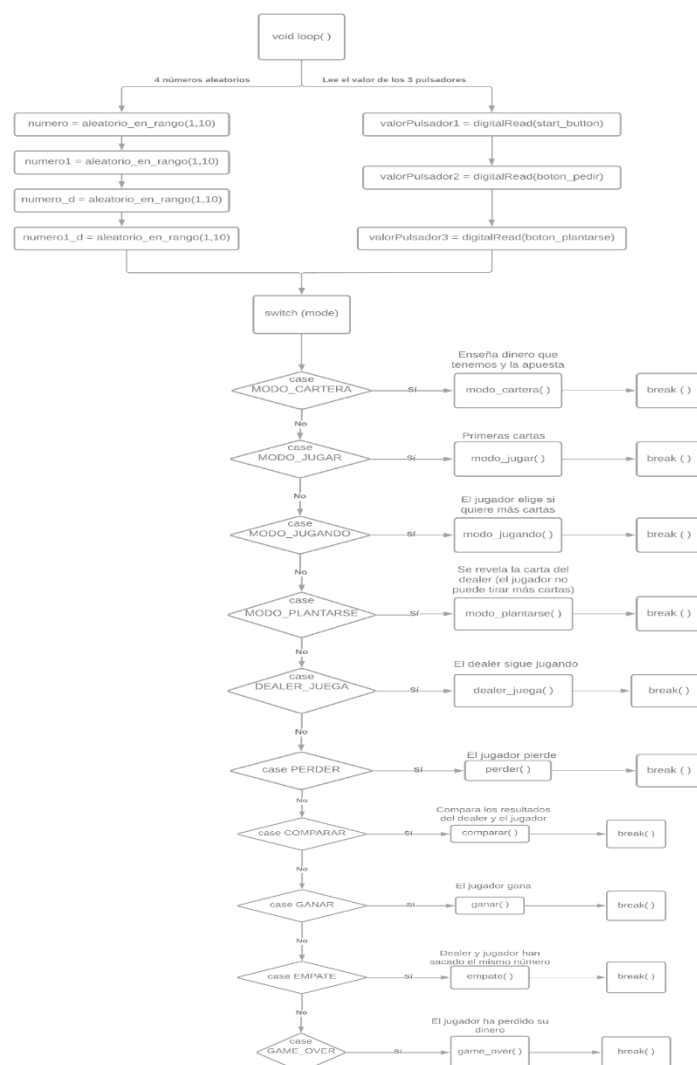 void loop( )
4 números aleatorios
Lee el valor de los 3 pulsadores
numero = aleatorio_en_rango(1,10)
numero1 = aleatorio_en_rango(1,10)
numero_d = aleatorio_en_rango(1,10)
numero1_d = aleatorio_en_rango(1,10)
valorPulsador1 = digitalRead(start_button)
valorPulsador2 = digitalRead(boton_pedir)
valorPulsador3 = digitalRead(boton_plantarse)
switch (mode)
case
MODO_CARTERA
Sí
Enseña dinero que
tenemos y la apuesta
modo_cartera( )
break ( )
No
case
MODO_JUGAR
Sí
Primeras cartas
modo_jugar( )
break ( )
No
case
MODO_JUGANDO
Sí
El jugador elige si
quiere más cartas
modo_jugando( )
break ( )
No
case
MODO_PLANTARSE
Sí
Se revela la carta del
dealer (el jugador no
puede tirar más cartas)
modo_plantarse( )
break ( )
No
case
DEALER_JUEGA
Sí
El dealer sigue jugando
dealer_juega( )
break( )
No
case PERDER
Sí
El jugador pierde
perder( )
break ( )
No
case COMPARAR
Sí
Compara los resultados
del dealer y el jugador
comparar( )
break( )
No
case GANAR
Sí
El jugador gana
ganar( )
break( )
No
case EMPATE
Sí
Dealer y jugador han
sacado el mismo número
empate( )
break( )
No
case
GAME_OVER
Sí
El jugador ha perdido su
dinero
game_over( )
break( )